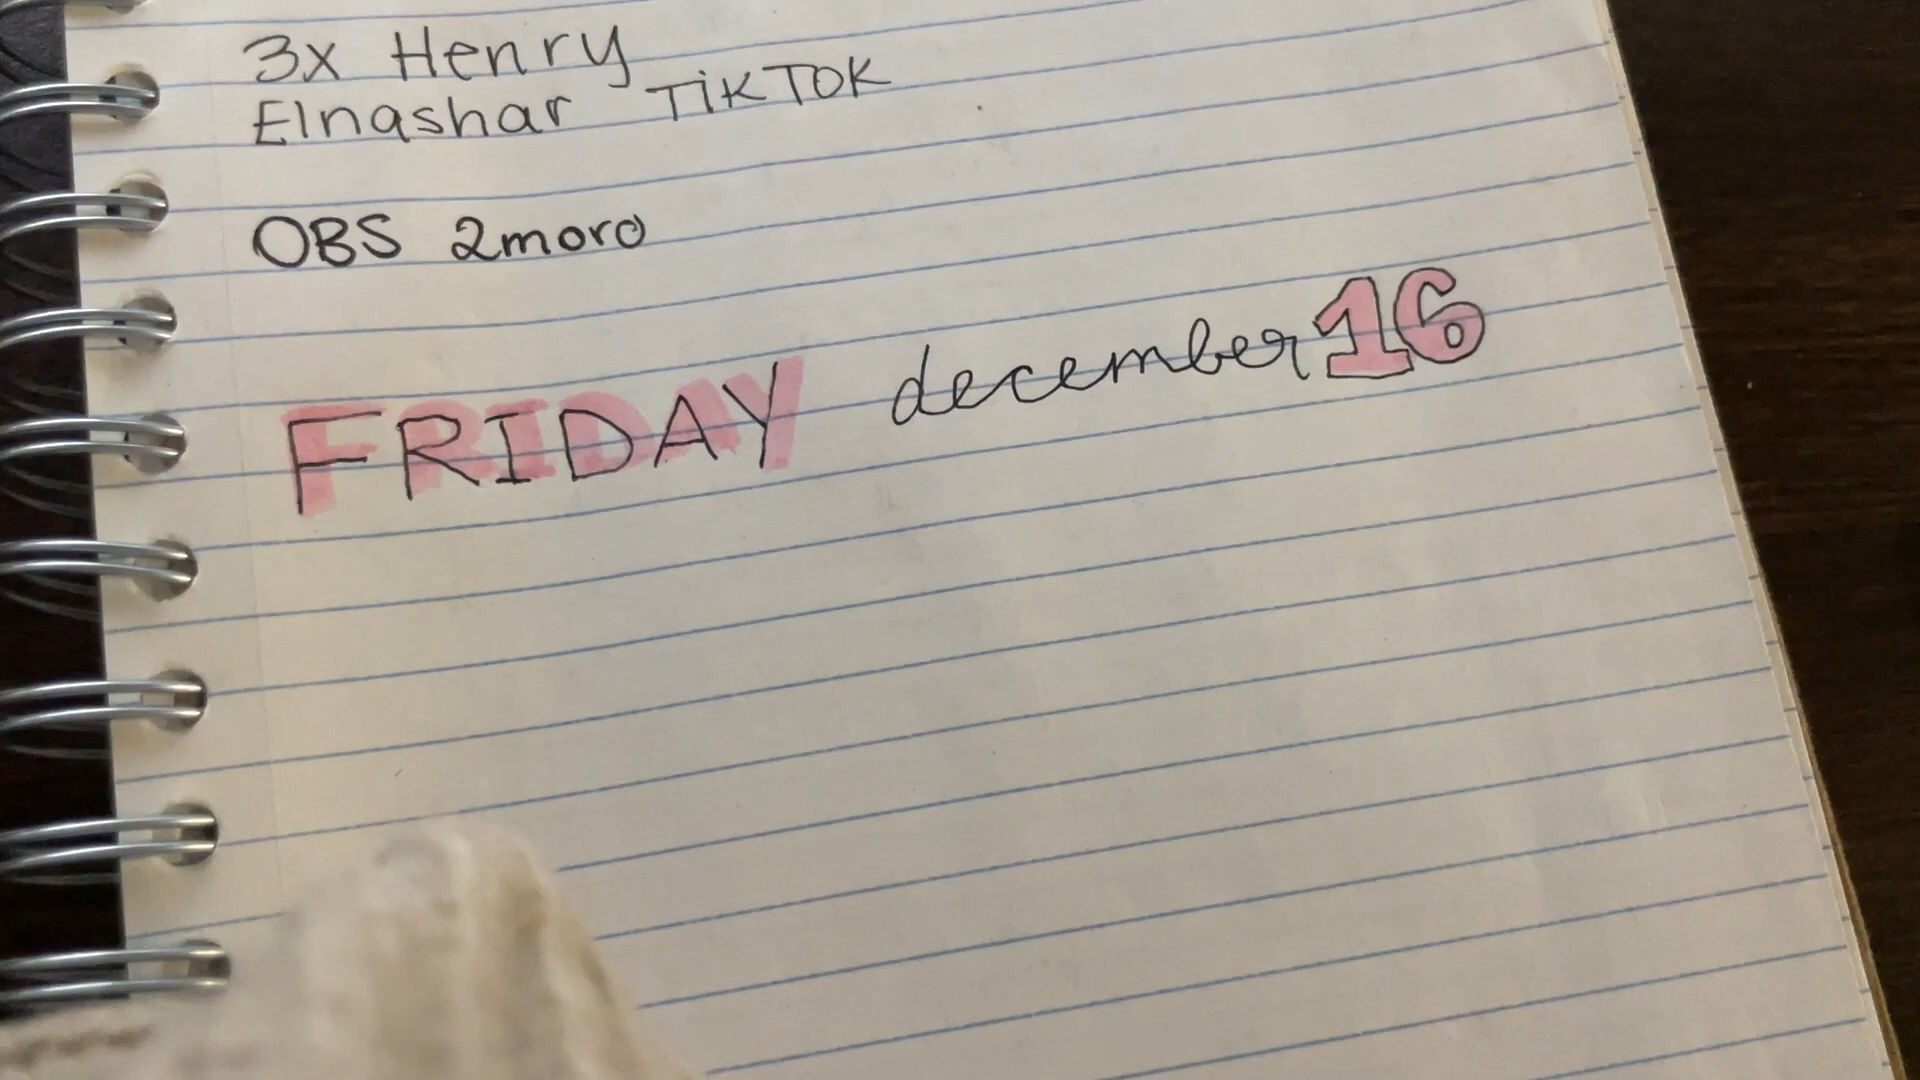 3x Henry
Elnashar TikTOK
OBS 2moro
FRIDAY december 16